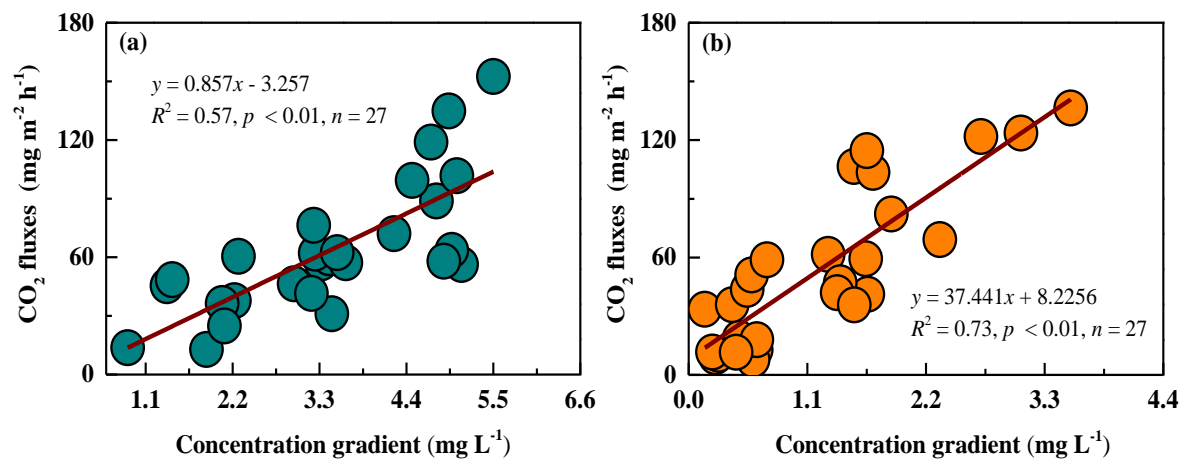 (a)
y = 0.857x - 3.257
R² = 0.57, p < 0.01, n = 27
CO₂ fluxes (mg m⁻² h⁻¹)
180
120
60
0
1.1 2.2 3.3 4.4 5.5 6.6
Concentration gradient (mg L⁻¹)
(b)
y = 37.441x + 8.2256
R² = 0.73, p < 0.01, n = 27
CO₂ fluxes (mg m⁻² h⁻¹)
180
120
60
0
0.0 1.1 2.2 3.3 4.4
Concentration gradient (mg L⁻¹)